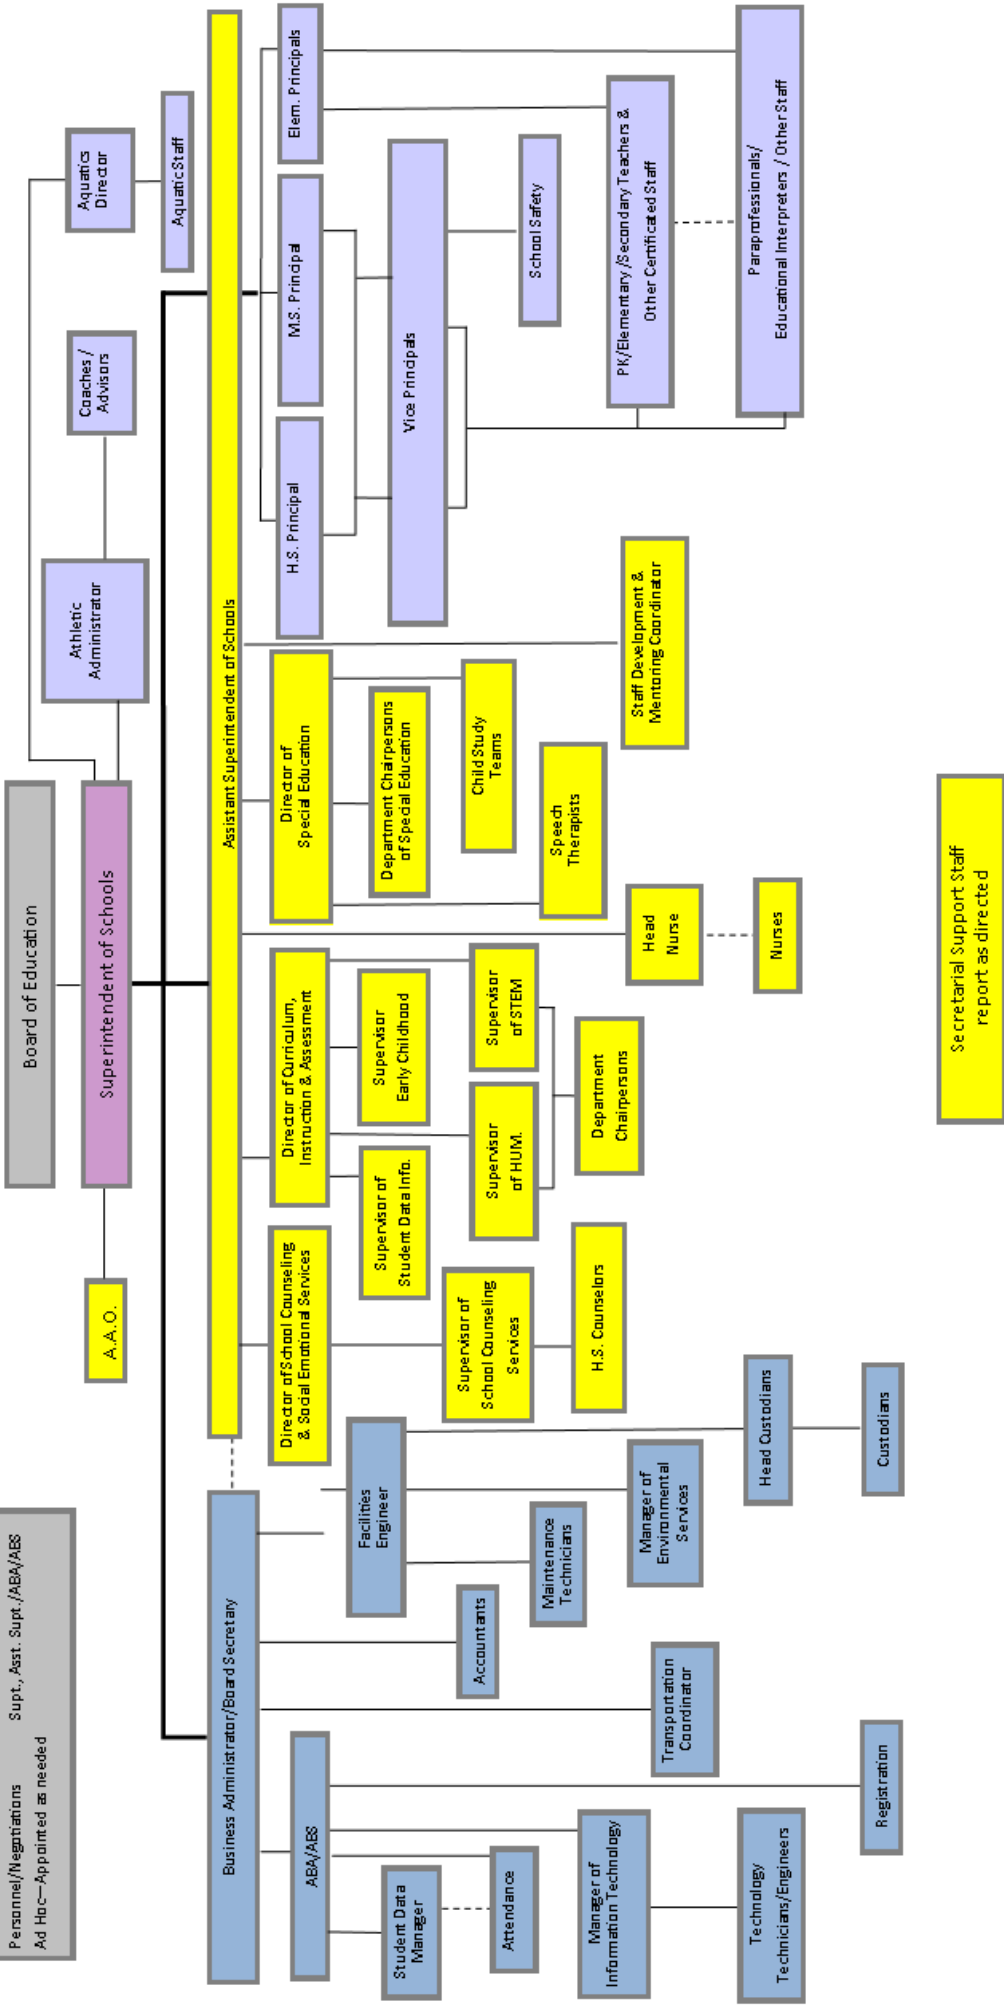 Personnel/Negotiations Supt., Asst. Supt./ABA/ABS
Ad Hoc—Appointed as needed
Board of Education
A.A.O.
Superintendent of Schools
Athletic
Administrator
Coaches /
Advisors
Aquatics
Director
Aquatic Staff
Business Administrator/Board Secretary
Assistant Superintendent of Schools
ABA/ABS
Student Data
Manager
Attendance
Manager of
Information Technology
Technology
Technicians/Engineers
Registration
Transportation
Coordinator
Accountants
Facilities
Engineer
Maintenance
Technicians
Manager of
Environmental
Services
Head Custodians
Custodians
Director of School Counseling
& Social Emotional Services
Supervisor of
School Counseling
Services
H.S. Counselors
Director of Curriculum,
Instruction & Assessment
Supervisor of
Student Data Info.
Supervisor
Early Childhood
Supervisor
of HUM.
Supervisor
of STEM
Department
Chairpersons
Head
Nurse
Nurses
Director of
Special Education
Department Chairpersons
of Special Education
Child Study
Teams
Speech
Therapists
Staff Development &
Mentoring Coordinator
H.S. Principal
M.S. Principal
Elem. Principals
Vice Principals
School Safety
PK/Elementary /Secondary Teachers &
Other Certificated Staff
Paraprofessionals/
Educational Interpreters / Other Staff
Secretarial Support Staff
report as directed